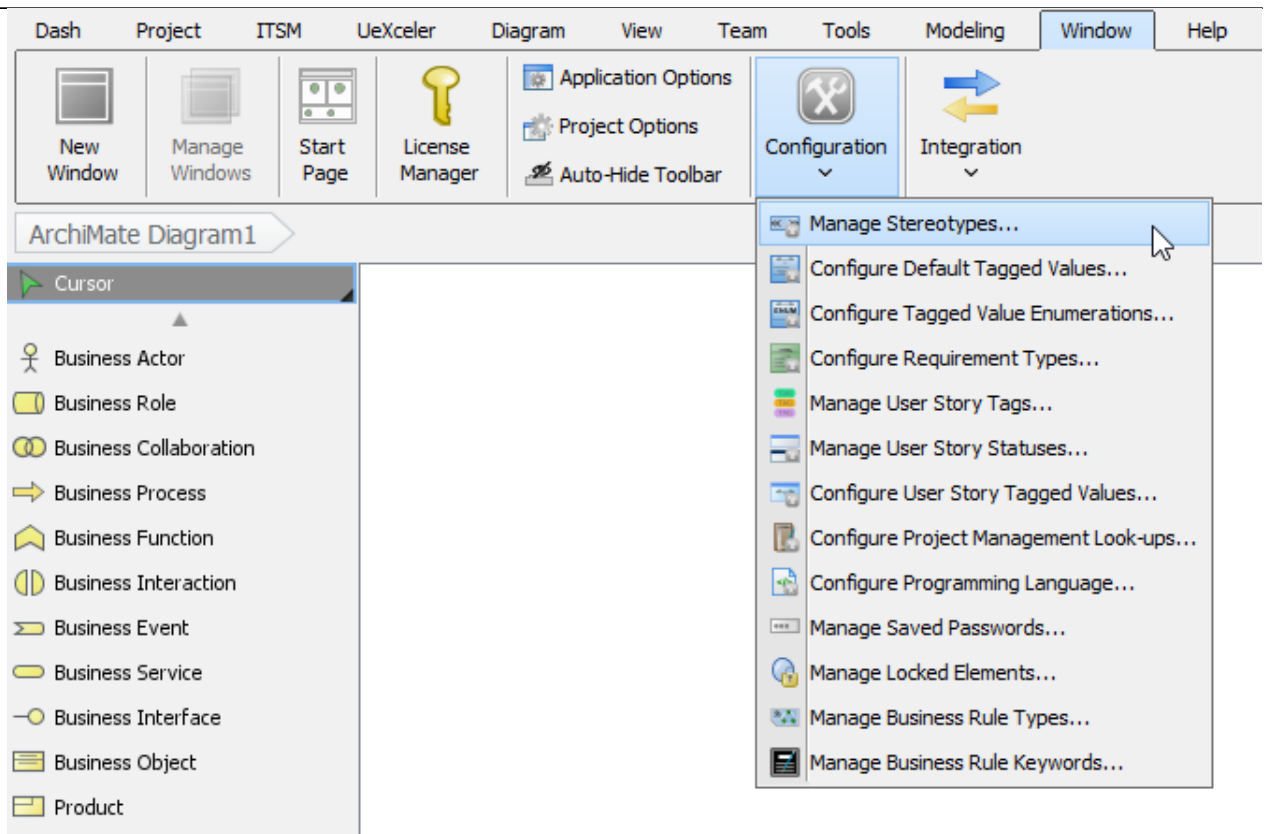 Dash Project ITSM UeXceler Diagram View Team Tools Modeling Window Help
New Window
Manage Windows
Start Page
License Manager
Application Options
Project Options
Auto-Hide Toolbar
Configuration
Integration
ArchiMate Diagram1
Cursor
Business Actor
Business Role
Business Collaboration
Business Process
Business Function
Business Interaction
Business Event
Business Service
Business Interface
Business Object
Product
Manage Stereotypes...
Configure Default Tagged Values...
Configure Tagged Value Enumerations...
Configure Requirement Types...
Manage User Story Tags...
Manage User Story Statuses...
Configure User Story Tagged Values...
Configure Project Management Look-ups...
Configure Programming Language...
Manage Saved Passwords...
Manage Locked Elements...
Manage Business Rule Types...
Manage Business Rule Keywords...